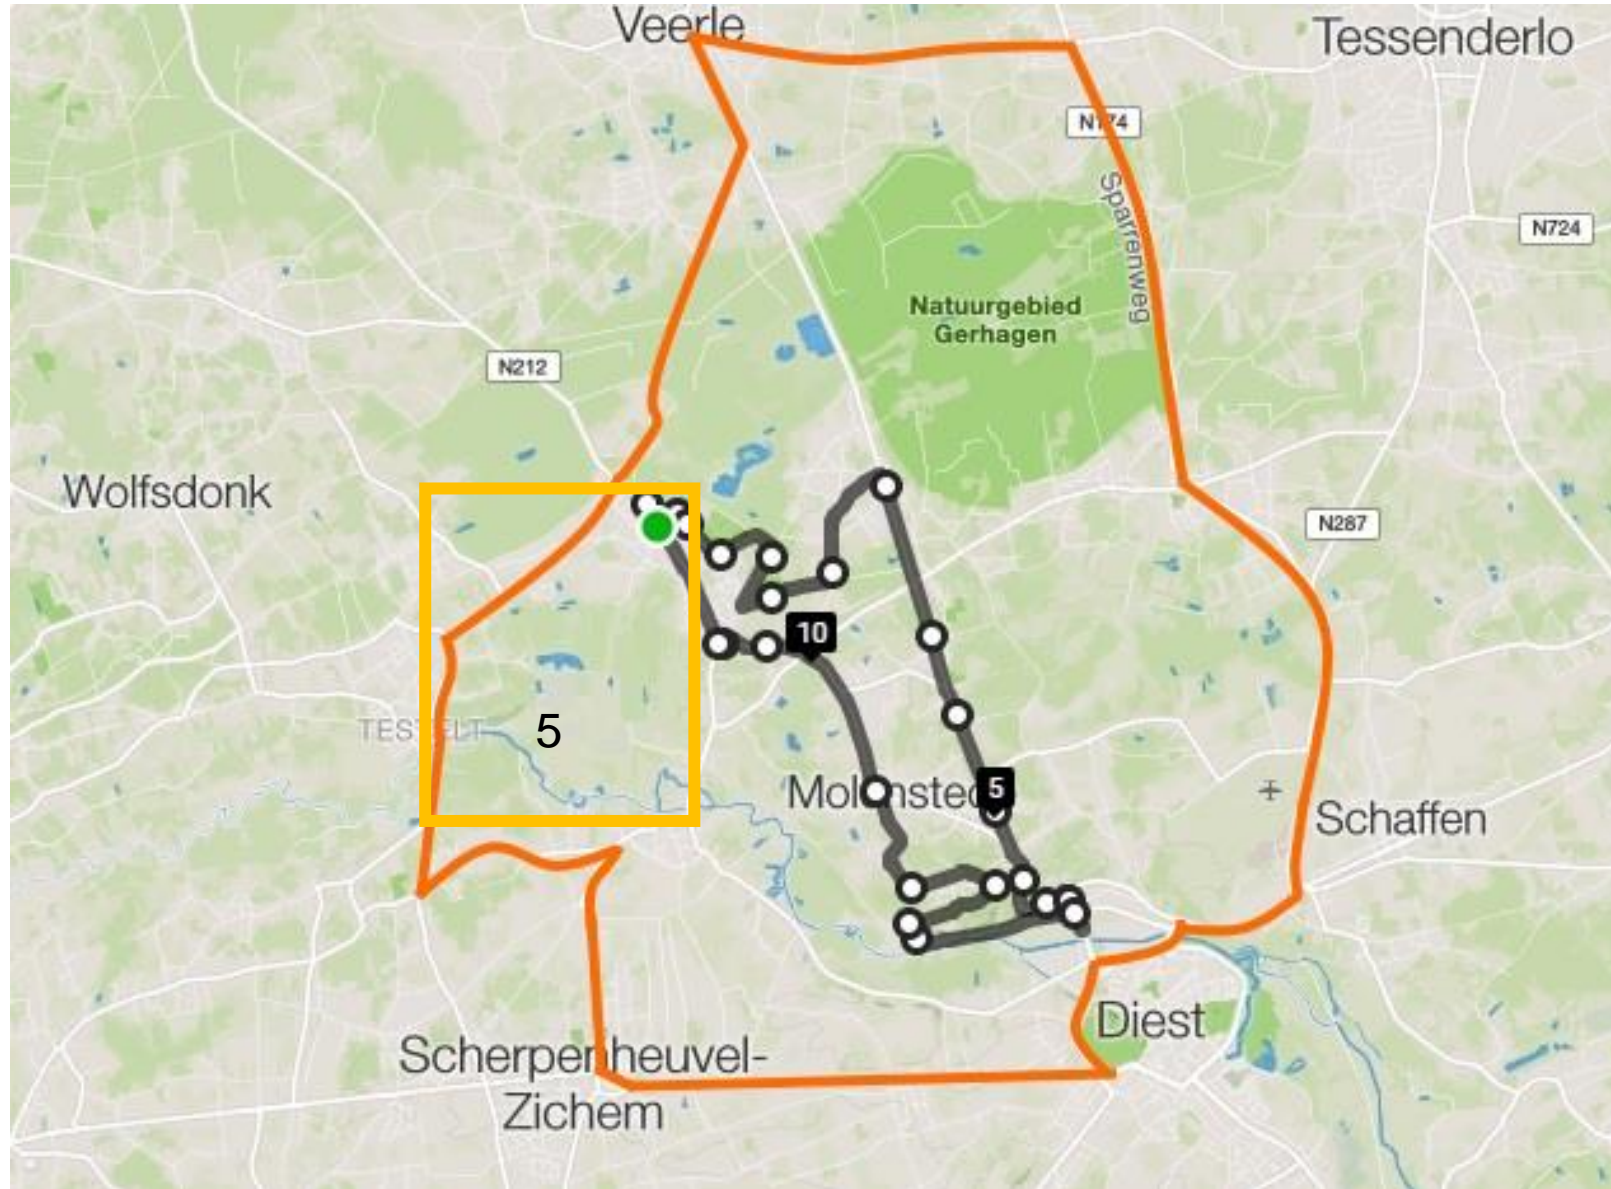 Veerle
Tessenderlo
N174
Sparrenweg
N724
Natuurgebied
Gerhagen
N212
Wolfsdonk
N287
10
TESTELT
5
Molenstede
5
Schaffen
Diest
Scherpenheuvel-
Zichem